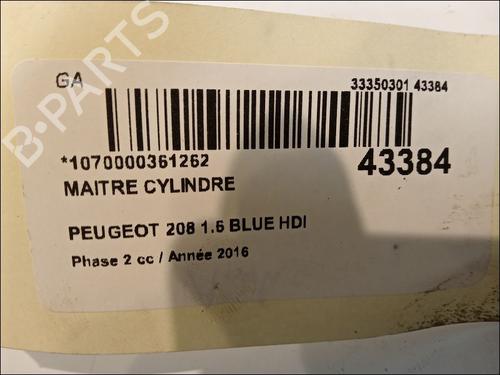 GA
33350301 43384
*1070000361262
43384
MAITRE CYLINDRE
PEUGEOT 208 1.6 BLUE HDI
Phase 2 cc / Année 2016
B-PARTS